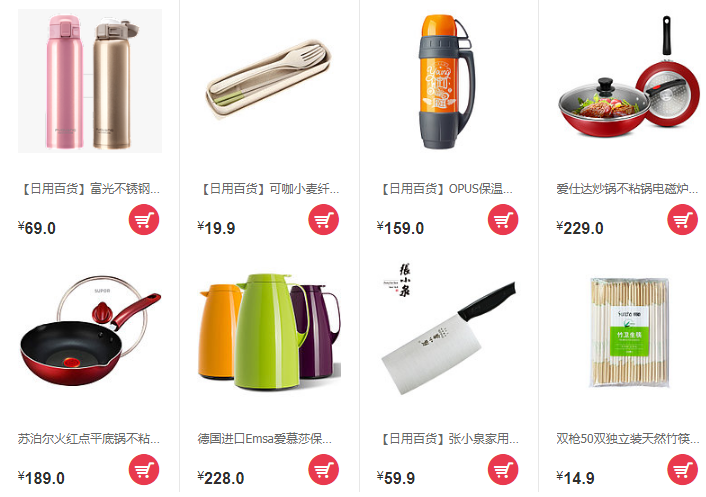 【日用百货】富光不锈钢...
【日用百货】可咖小麦纤...
【日用百货】OPUS保温...
爱仕达炒锅不粘锅电磁炉...
¥69.0
¥19.9
¥159.0
¥229.0
SUPOR
張小泉
苏泊尔火红点平底锅不粘...
德国进口Emsa爱慕莎保...
【日用百货】张小泉家用...
双枪50双独立装天然竹筷...
¥189.0
¥228.0
¥59.9
¥14.9